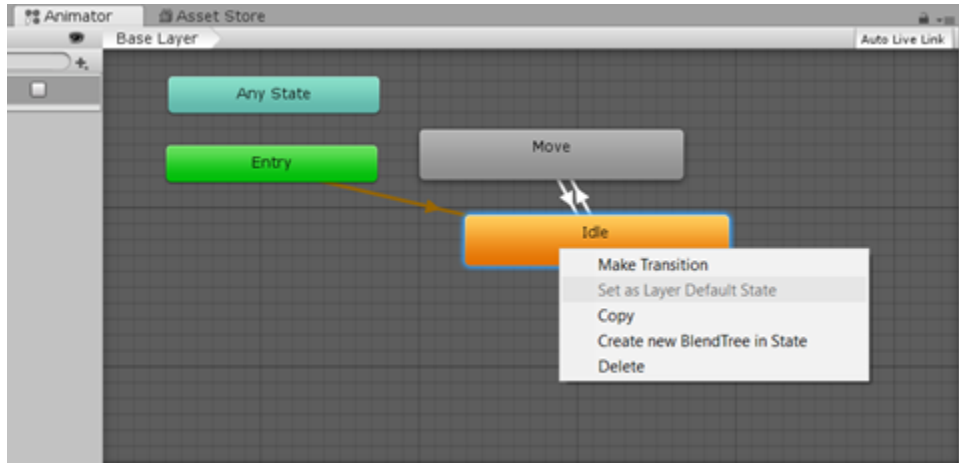 Animator
Asset Store
Base Layer
Auto Live Link
Any State
Move
Entry
Idle
Make Transition
Set as Layer Default State
Copy
Create new BlendTree in State
Delete